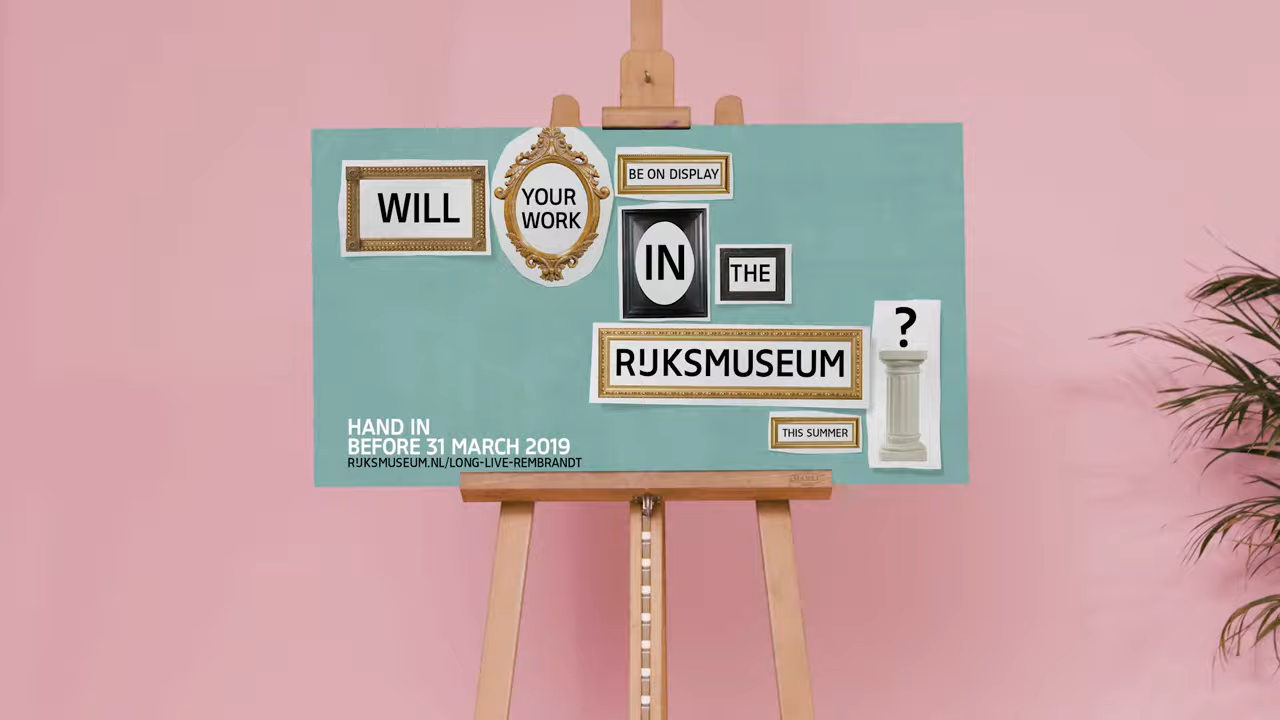 WILL
YOUR
WORK
BE ON DISPLAY
IN
THE
RIJKSMUSEUM
?
THIS SUMMER
HAND IN
BEFORE 31 MARCH 2019
RIJKSMUSEUM.NL/LONG-LIVE-REMBRANDT